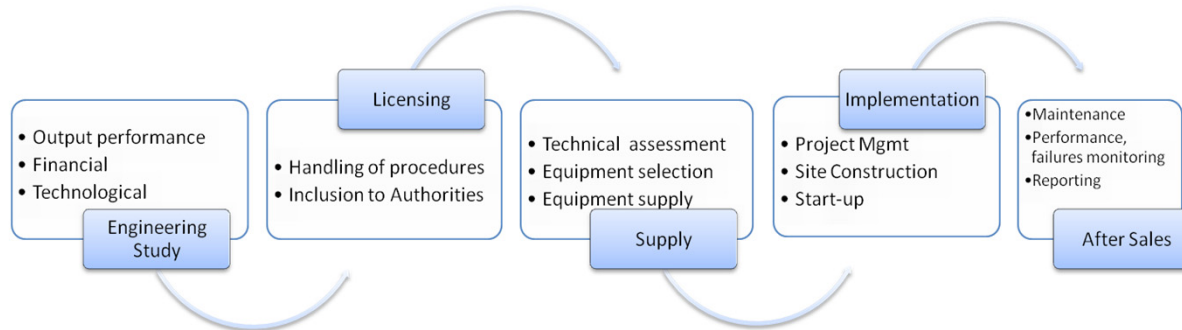 • Output performance
• Financial
• Technological
Engineering
Study
Licensing
• Handling of procedures
• Inclusion to Authorities
• Technical assessment
• Equipment selection
• Equipment supply
Supply
Implementation
• Project Mgmt
• Site Construction
• Start-up
•Maintenance
•Performance,
failures monitoring
•Reporting
After Sales